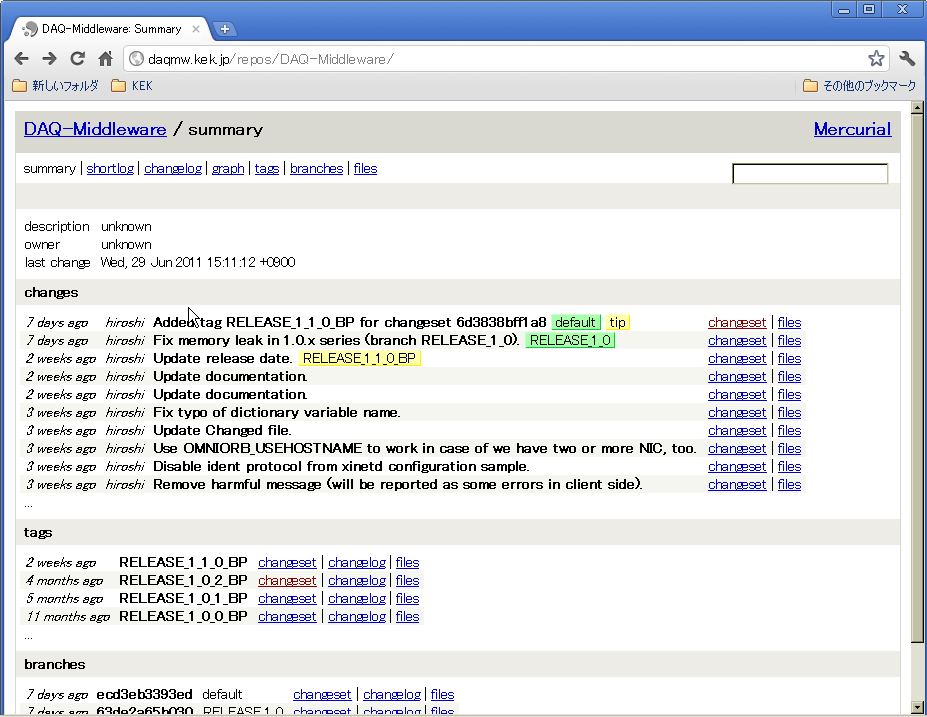 DAQ-Middleware: Summary
daqmw.kek.jp/repos/DAQ-Middleware/
新しいフォルダ KEK その他のブックマーク
DAQ-Middleware / summary Mercurial
summary | shortlog | changelog | graph | tags | branches | files
description unknown
owner unknown
last change Wed, 29 Jun 2011 15:11:12 +0900
changes
7 days ago hiroshi Added tag RELEASE_1_1_0_BP for changeset 6d3838bff1a8 default tip changeset | files
7 days ago hiroshi Fix memory leak in 1.0.x series (branch RELEASE_1_0). RELEASE_1_0 changeset | files
2 weeks ago hiroshi Update release date. RELEASE_1_1_0_BP changeset | files
2 weeks ago hiroshi Update documentation. changeset | files
2 weeks ago hiroshi Update documentation. changeset | files
3 weeks ago hiroshi Fix typo of dictionary variable name. changeset | files
3 weeks ago hiroshi Update Changed file. changeset | files
3 weeks ago hiroshi Use OMNIORB_USEHOSTNAME to work in case of we have two or more NIC, too. changeset | files
3 weeks ago hiroshi Disable ident protocol from xinetd configuration sample. changeset | files
3 weeks ago hiroshi Remove harmful message (will be reported as some errors in client side). changeset | files
...
tags
2 weeks ago RELEASE_1_1_0_BP changeset | changelog | files
4 months ago RELEASE_1_0_2_BP changeset | changelog | files
5 months ago RELEASE_1_0_1_BP changeset | changelog | files
11 months ago RELEASE_1_0_0_BP changeset | changelog | files
...
branches
7 days ago ecd3eb3393ed default changeset | changelog | files
7 days ago 63de2a65b030 RELEASE_1_0 changeset | changelog | files